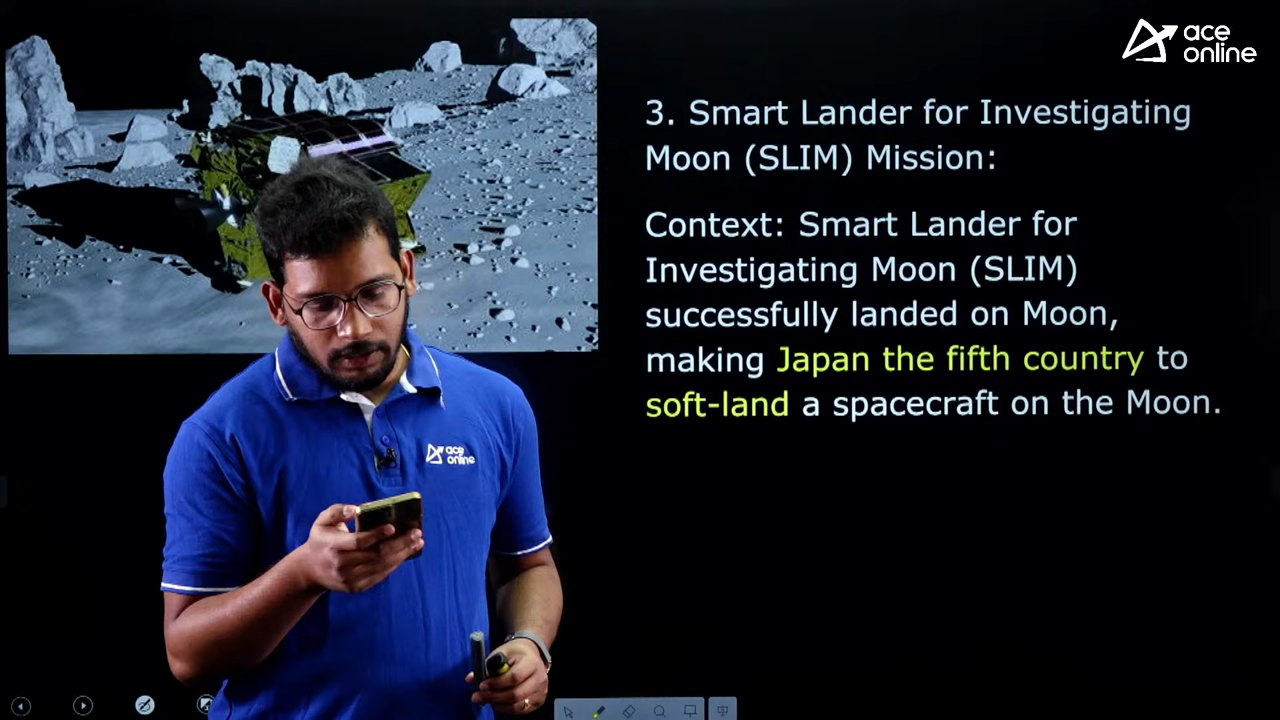 ace
online
3. Smart Lander for Investigating
Moon (SLIM) Mission:
Context: Smart Lander for
Investigating Moon (SLIM)
successfully landed on Moon,
making Japan the fifth country to
soft-land a spacecraft on the Moon.
ace
online